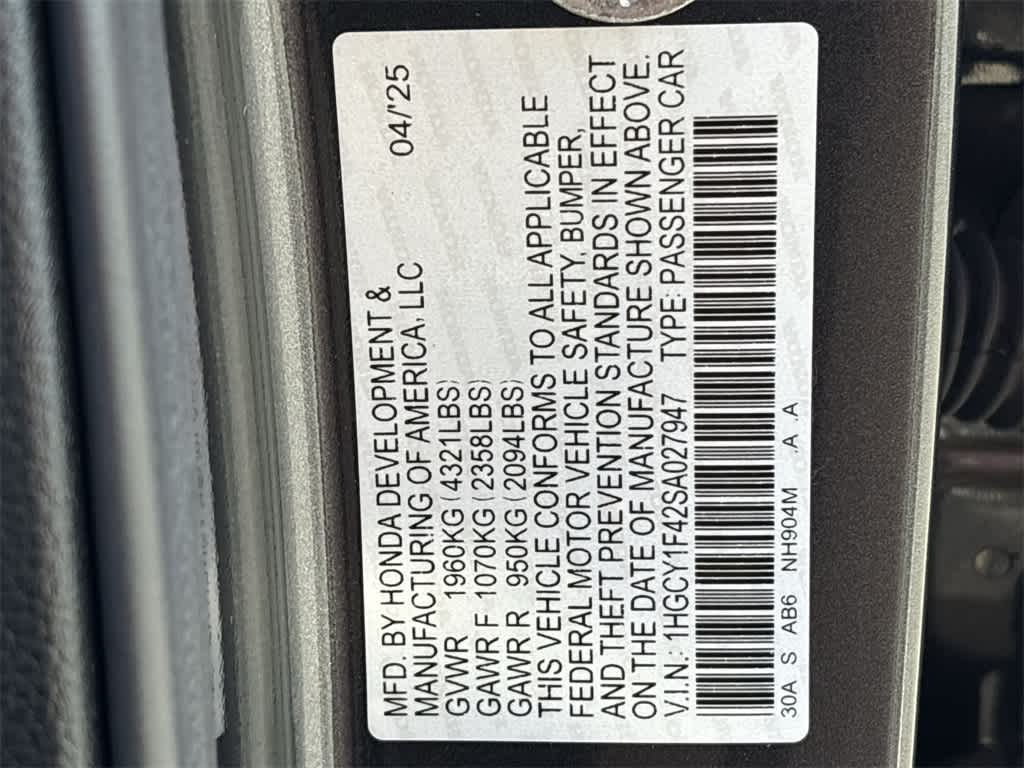 MFD. BY HONDA DEVELOPMENT &
MANUFACTURING OF AMERICA, LLC 04/'25
GVWR 1960KG (4321LBS)
GAWR F 1070KG (2358LBS)
GAWR R 950KG (2094LBS)
THIS VEHICLE CONFORMS TO ALL APPLICABLE
FEDERAL MOTOR VEHICLE SAFETY, BUMPER,
AND THEFT PREVENTION STANDARDS IN EFFECT
ON THE DATE OF MANUFACTURE SHOWN ABOVE.
V.I.N.: 1HGCY1F42SA027947 TYPE: PASSENGER CAR
30A S AB6 NH904M .A .A